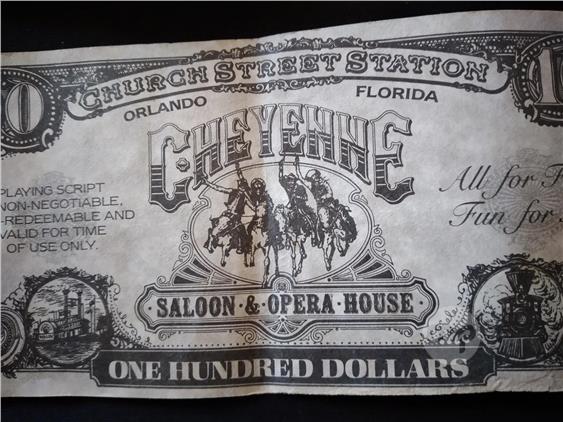 CHURCH STREET STATION
ORLANDO FLORIDA
CHEYENNE
PLAYING SCRIPT
NON-NEGOTIABLE,
-REDEEMABLE AND
VALID FOR TIME
OF USE ONLY.
All for
Fun for
SALOON · & · OPERA · HOUSE
ONE HUNDRED DOLLARS